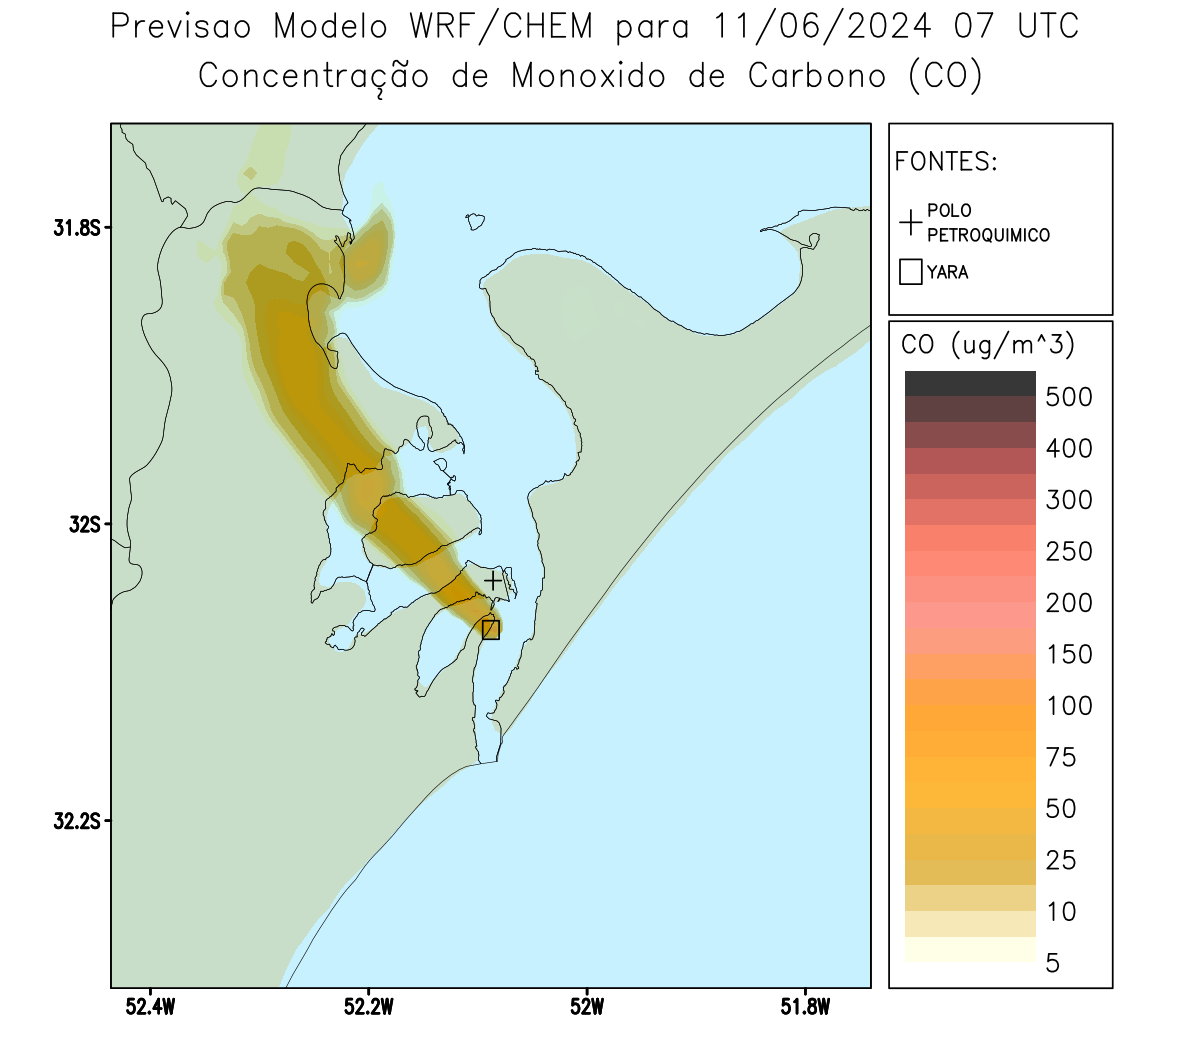 Previsao Modelo WRF/CHEM para 11/06/2024 07 UTC
Concentração de Monoxido de Carbono (CO)
FONTES:
POLO
PETROQUIMICO
YARA
CO (ug/m^3)
500
400
300
250
200
150
100
75
50
25
10
5
31.8S
32S
32.2S
52.4W
52.2W
52W
51.8W